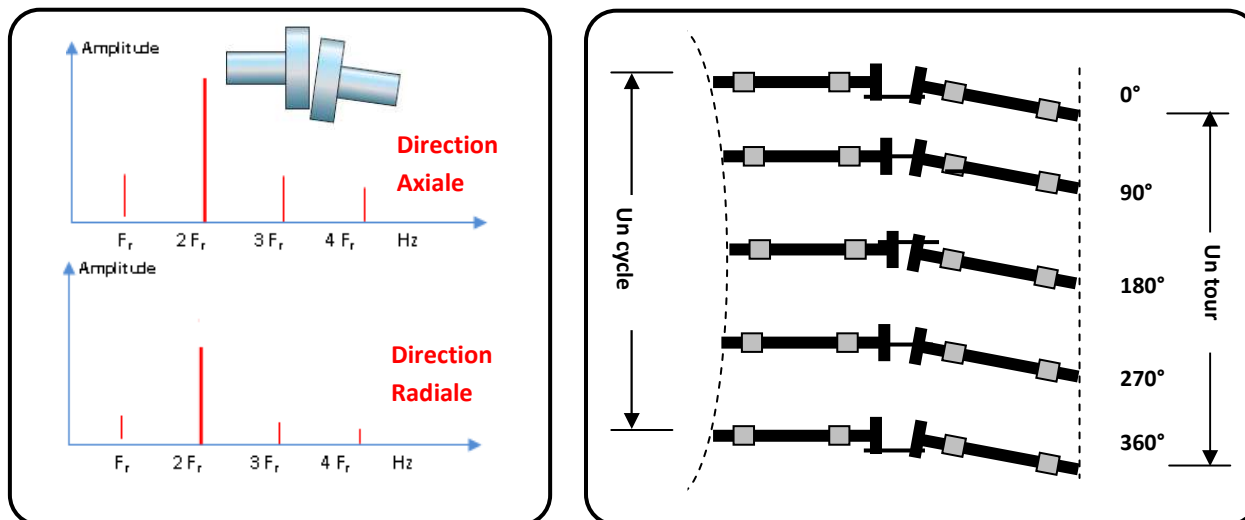 Amplitude
Direction
Axiale
Fr 2 Fr 3 Fr 4 Fr Hz
Amplitude
Direction
Radiale
Fr 2 Fr 3 Fr 4 Fr Hz
Un cycle
0°
90°
180°
270°
360°
Un tour